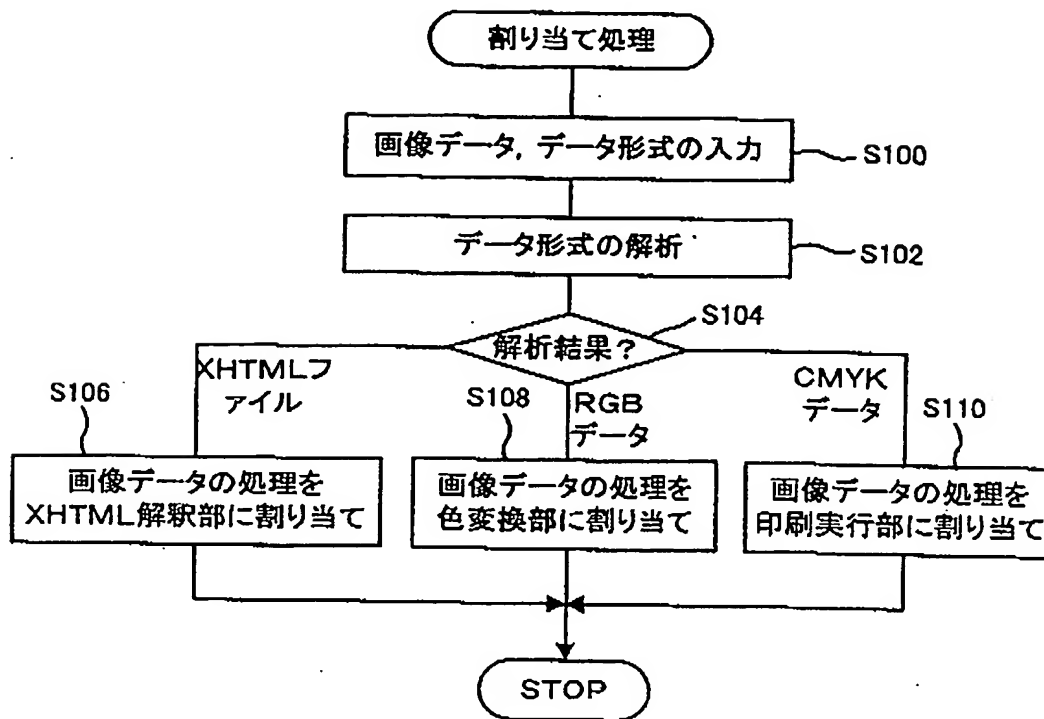 割り当て処理
画像データ, データ形式の入力
S100
データ形式の解析
S102
S104
解析結果?
XHTMLフ
ァイル
S106
S108
RGB
データ
CMYK
データ
S110
画像データの処理を
XHTML解釈部に割り当て
画像データの処理を
色変換部に割り当て
画像データの処理を
印刷実行部に割り当て
STOP